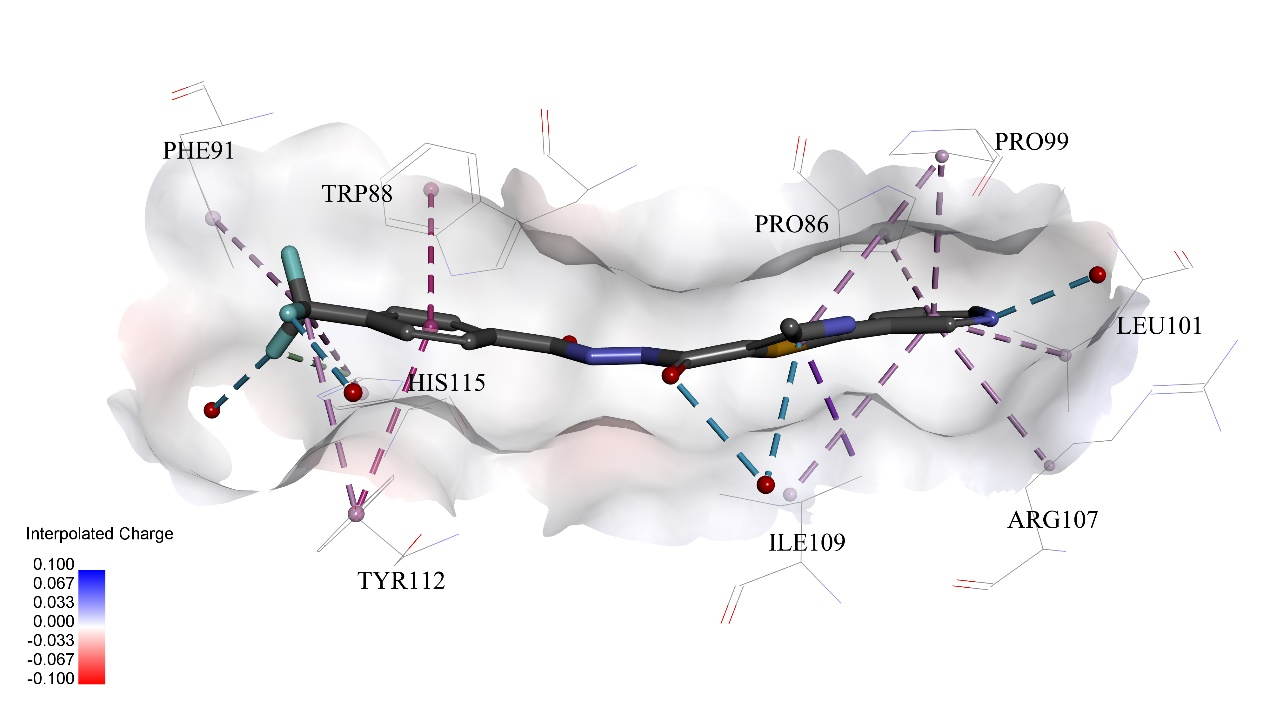 PRO99
PHE91
TRP88
PRO86
LEU101
HIS115
ARG107
Interpolated Charge
ILE109
0.100
TYR112
0.067
0.033
0.000
-0.033
-0.067
-0.100